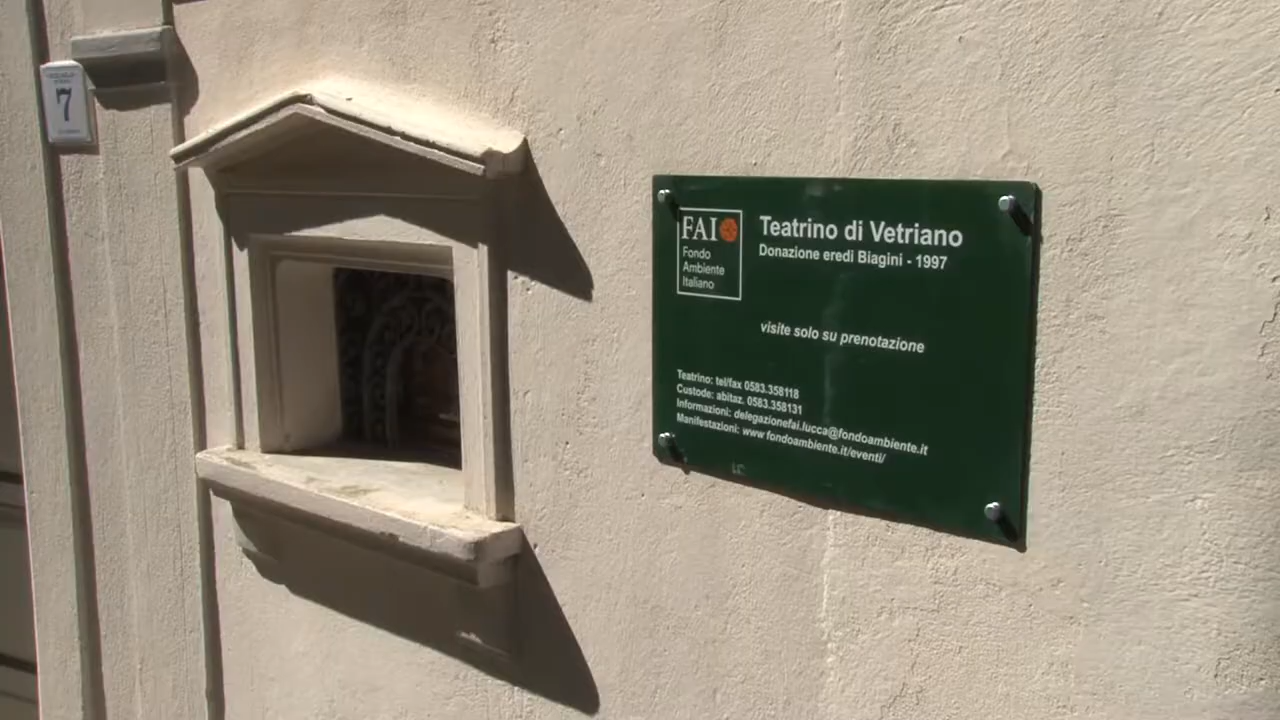 7
FAI
Fondo
Ambiente
Italiano
Teatrino di Vetriano
Donazione eredi Biagini - 1997
visite solo su prenotazione
Teatrino: tel/fax 0583.358118
Custode: abitaz. 0583.358131
Informazioni: delegazionefai.lucca@fondoambiente.it
Manifestazioni: www.fondoambiente.it/eventi/